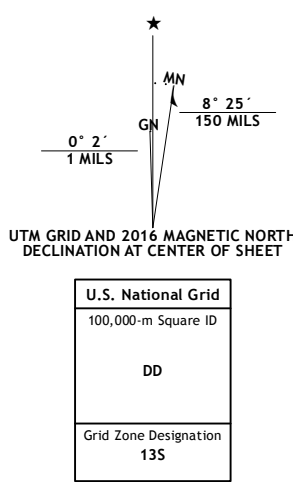 MN
GN
8° 25´
150 MILS
0° 2´
1 MILS
UTM GRID AND 2016 MAGNETIC NORTH
DECLINATION AT CENTER OF SHEET
U.S. National Grid
100,000-m Square ID
DD
Grid Zone Designation
13S